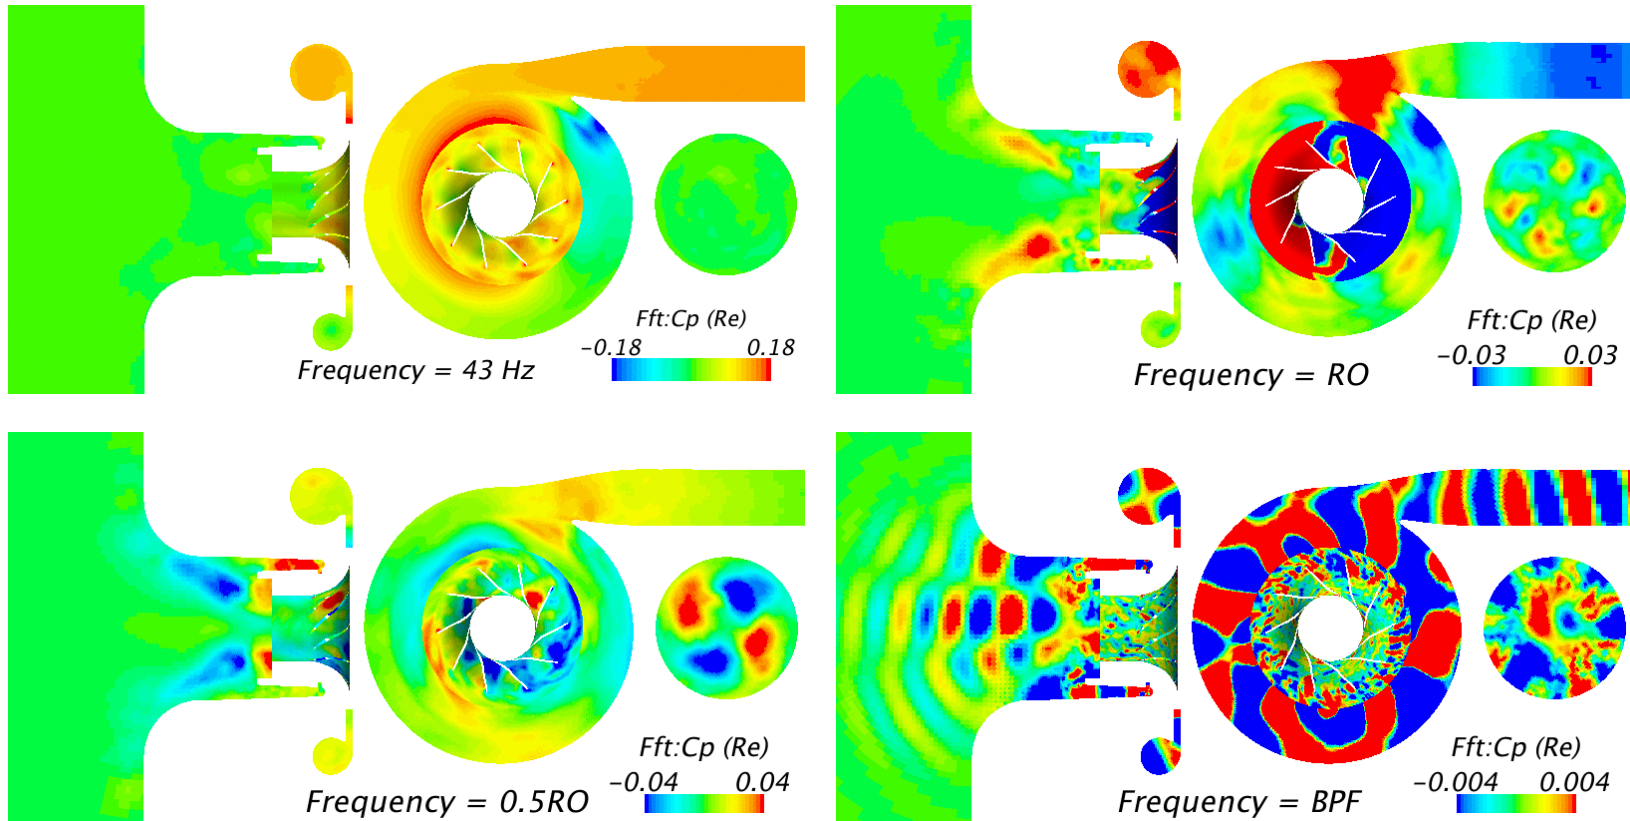 Fft:Cp (Re)
−0.18 0.18
Frequency = 43 Hz
Fft:Cp (Re)
−0.03 0.03
Frequency = RO
Fft:Cp (Re)
−0.04 0.04
Frequency = 0.5RO
Fft:Cp (Re)
−0.004 0.004
Frequency = BPF